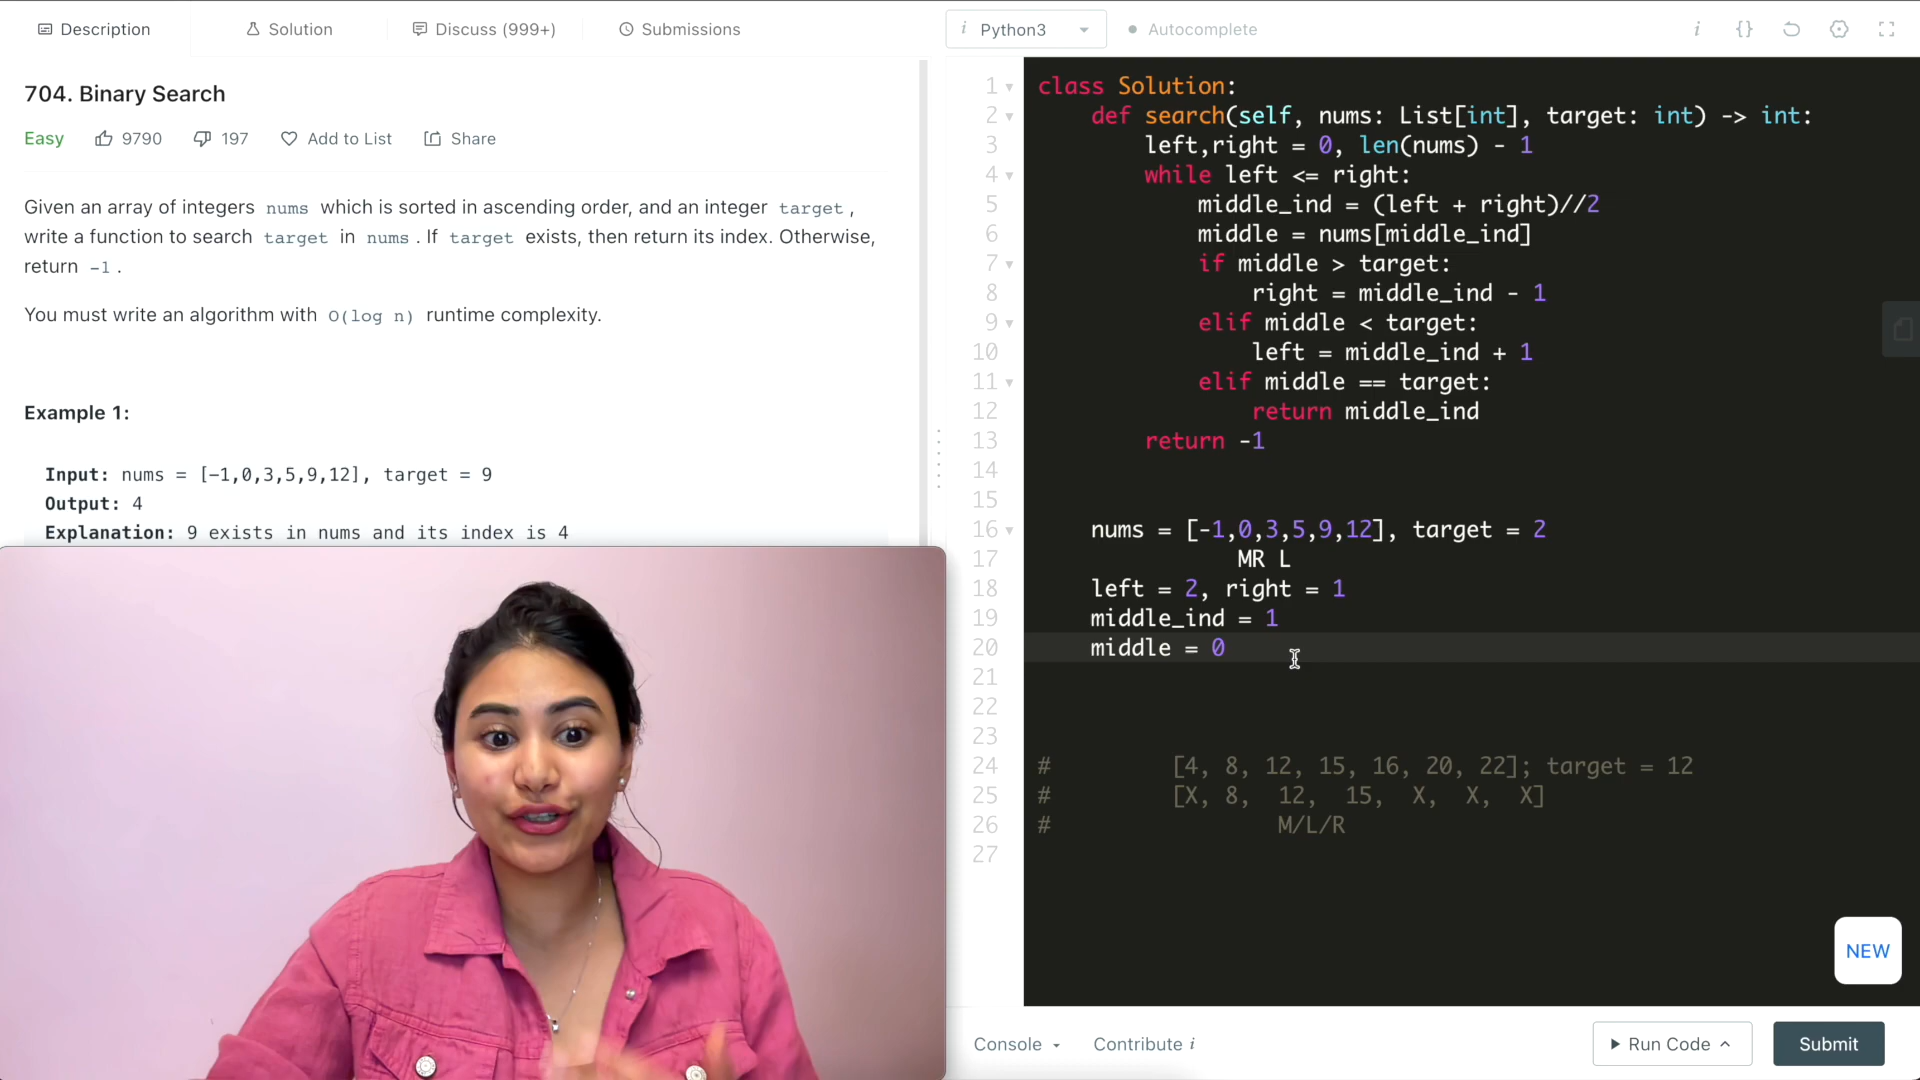 Description
Solution
Discuss (999+)
Submissions
i Python3
Autocomplete
i {}
704. Binary Search
Easy 9790 197 Add to List Share
Given an array of integers nums which is sorted in ascending order, and an integer target ,
write a function to search target in nums . If target exists, then return its index. Otherwise,
return -1 .
You must write an algorithm with O(log n) runtime complexity.
Example 1:
Input: nums = [-1,0,3,5,9,12], target = 9
Output: 4
Explanation: 9 exists in nums and its index is 4
1 class Solution:
2 def search(self, nums: List[int], target: int) -> int:
3 left,right = 0, len(nums) - 1
4 while left <= right:
5 middle_ind = (left + right)//2
6 middle = nums[middle_ind]
7 if middle > target:
8 right = middle_ind - 1
9 elif middle < target:
10 left = middle_ind + 1
11 elif middle == target:
12 return middle_ind
13 return -1
14
15
16 nums = [-1,0,3,5,9,12], target = 2
17 MR L
18 left = 2, right = 1
19 middle_ind = 1
20 middle = 0
21
22
23
24 # [4, 8, 12, 15, 16, 20, 22]; target = 12
25 # [X, 8, 12, 15, X, X, X]
26 # M/L/R
27
NEW
Console
Contribute i
Run Code
Submit